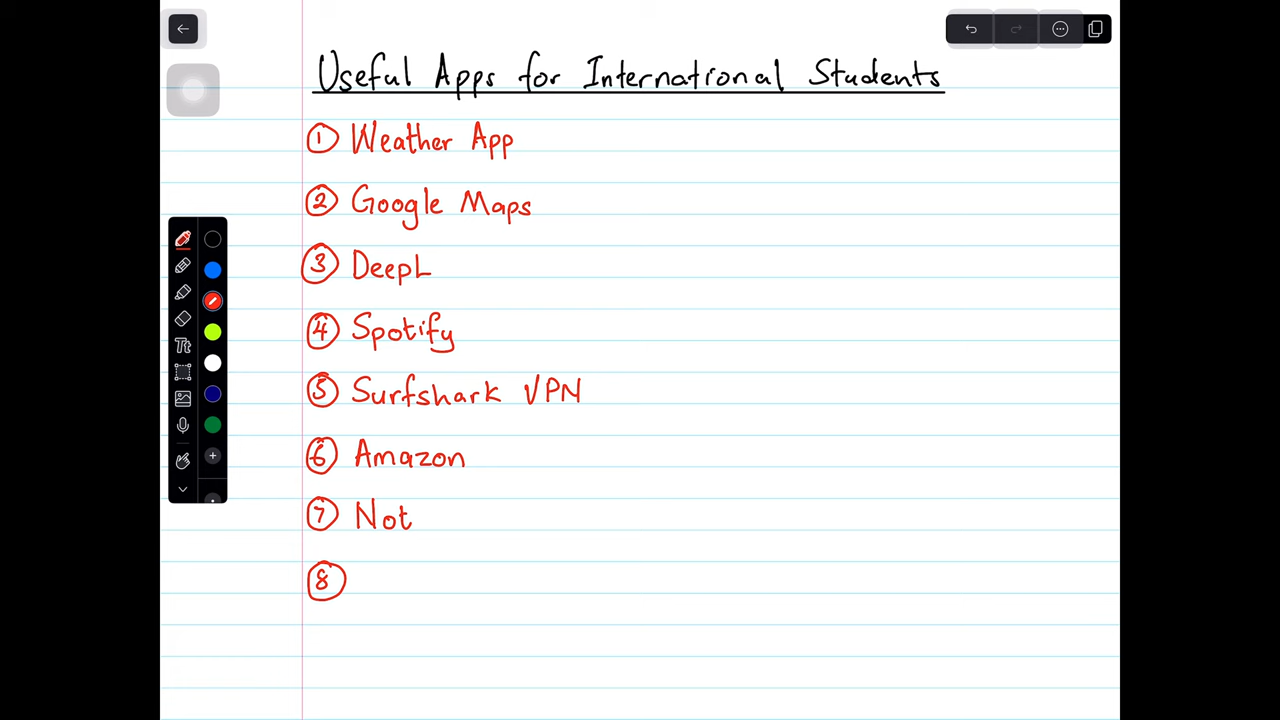 Useful Apps for International Students
① Weather App
② Google Maps
③ DeepL
④ Spotify
⑤ Surfshark VPN
⑥ Amazon
⑦ Not
⑧
Tt